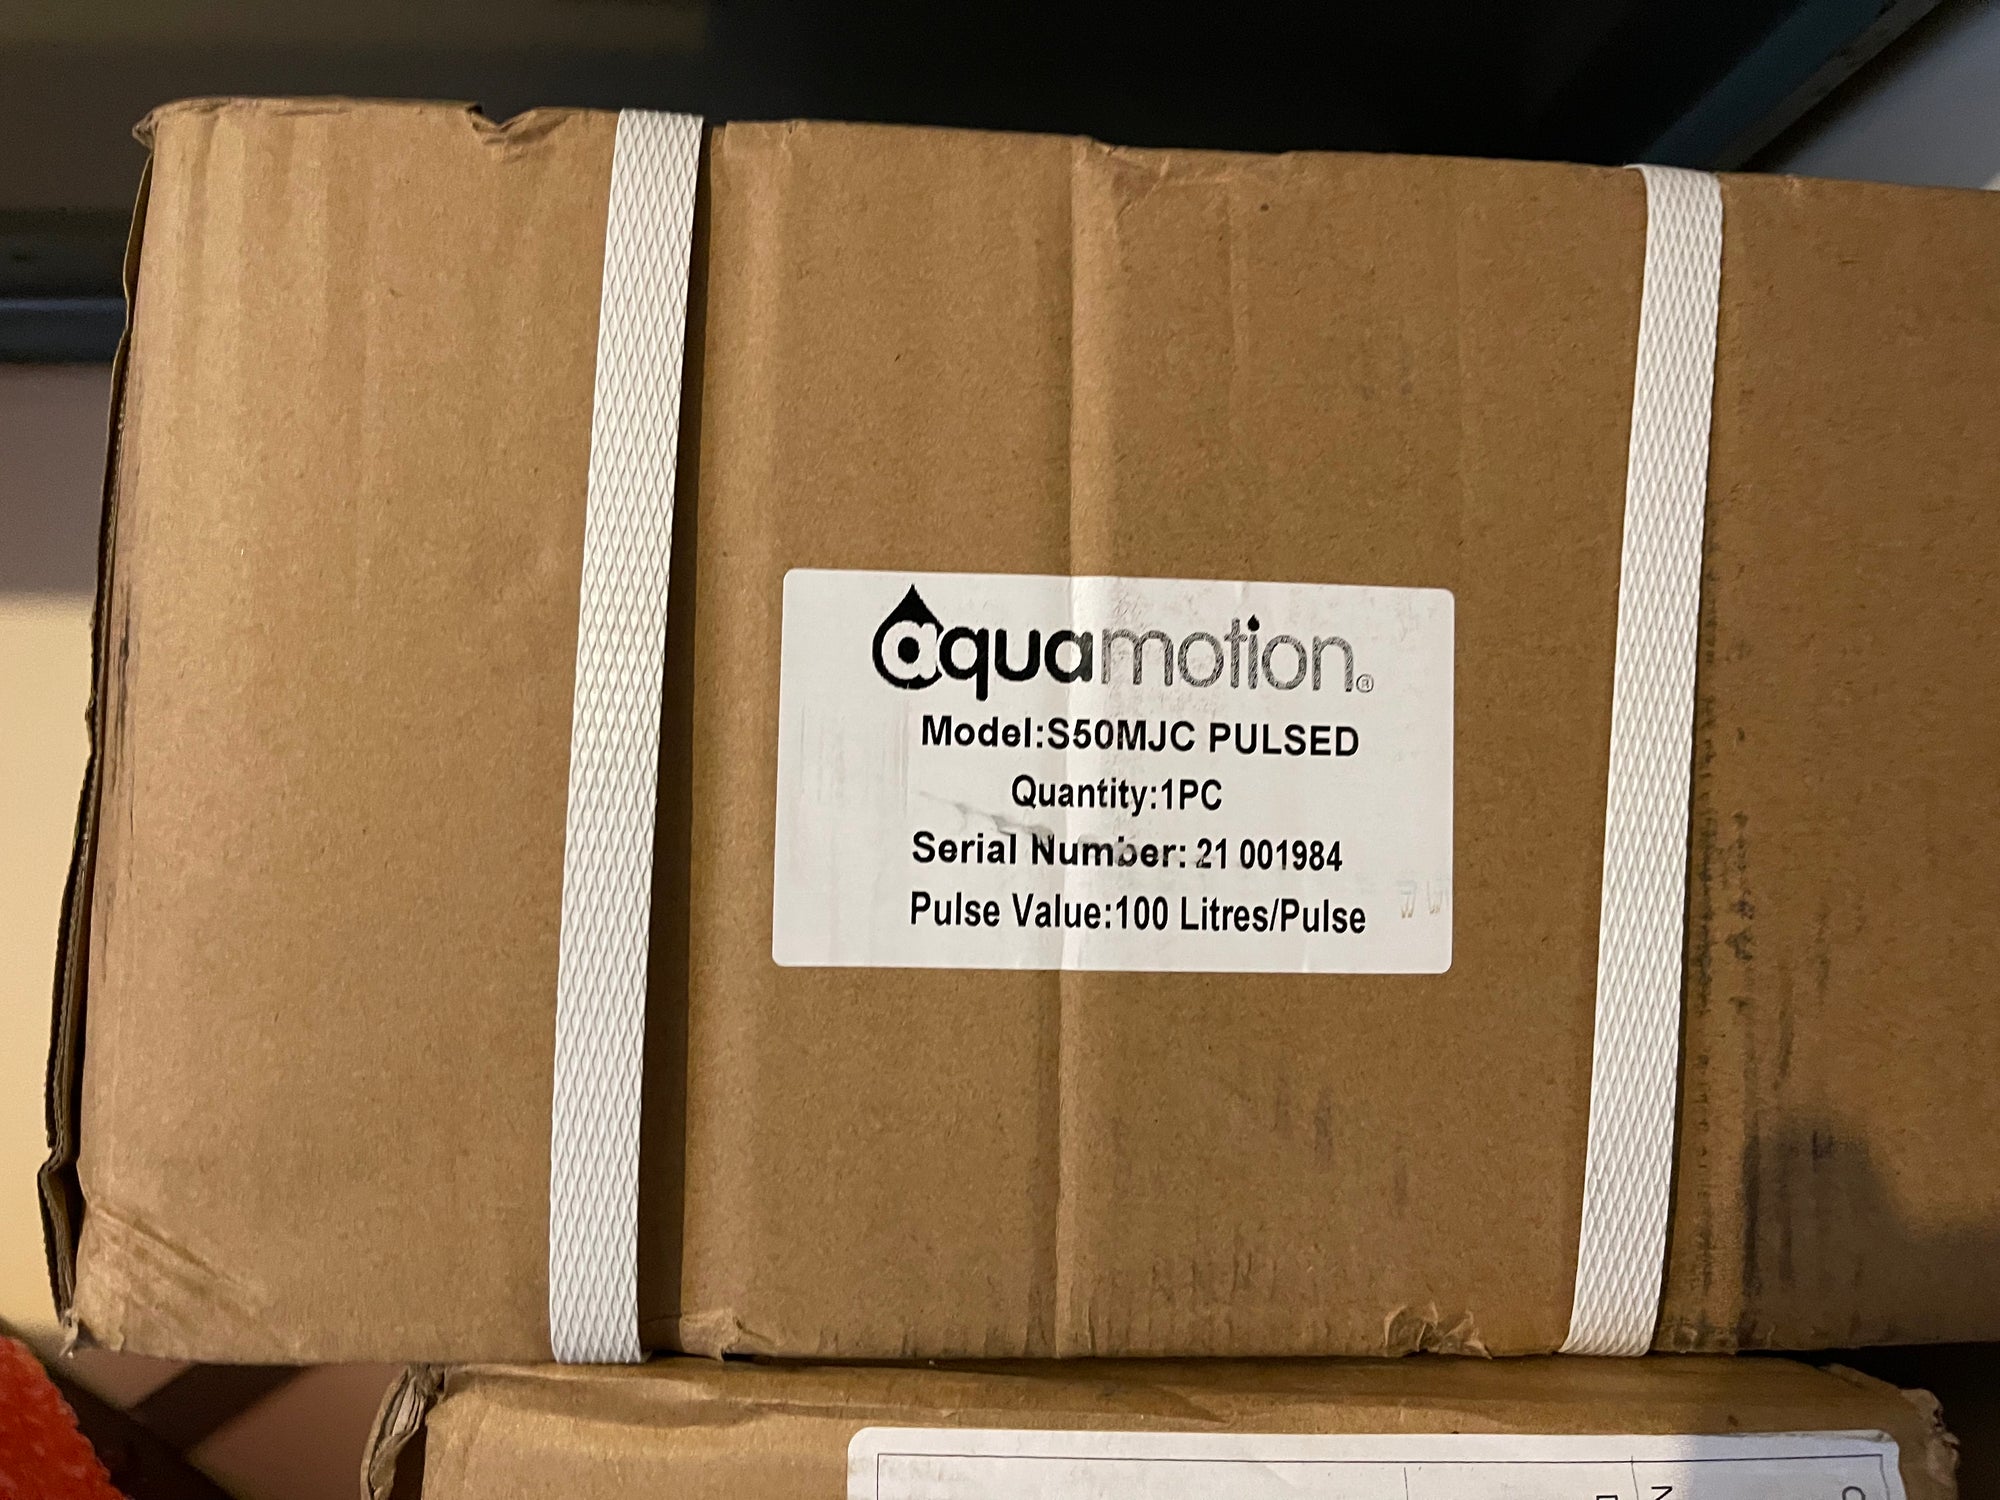 aquamotion®
Model:S50MJC PULSED
Quantity:1PC
Serial Number: 21 001984
Pulse Value:100 Litres/Pulse